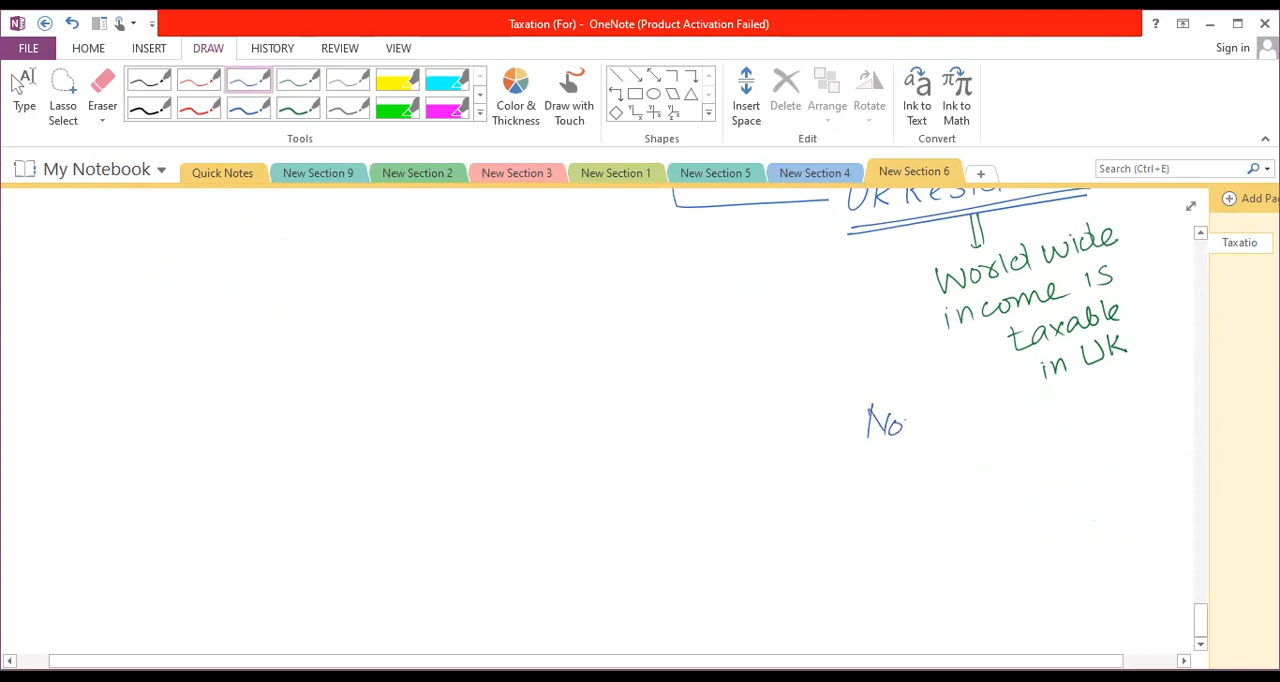 Taxation (For) - OneNote (Product Activation Failed)
?
FILE HOME INSERT DRAW HISTORY REVIEW VIEW
Sign in
Type
Lasso Select
Eraser
Color & Thickness
Draw with Touch
Insert Space
Delete
Arrange
Rotate
Ink to Text
Ink to Math
Tools
Shapes
Edit
Convert
My Notebook
Quick Notes New Section 9 New Section 2 New Section 3 New Section 1 New Section 5 New Section 4 New Section 6
Search (Ctrl+E)
Add Pa
Taxatio
UK
World wide
income is
taxable
in UK
No